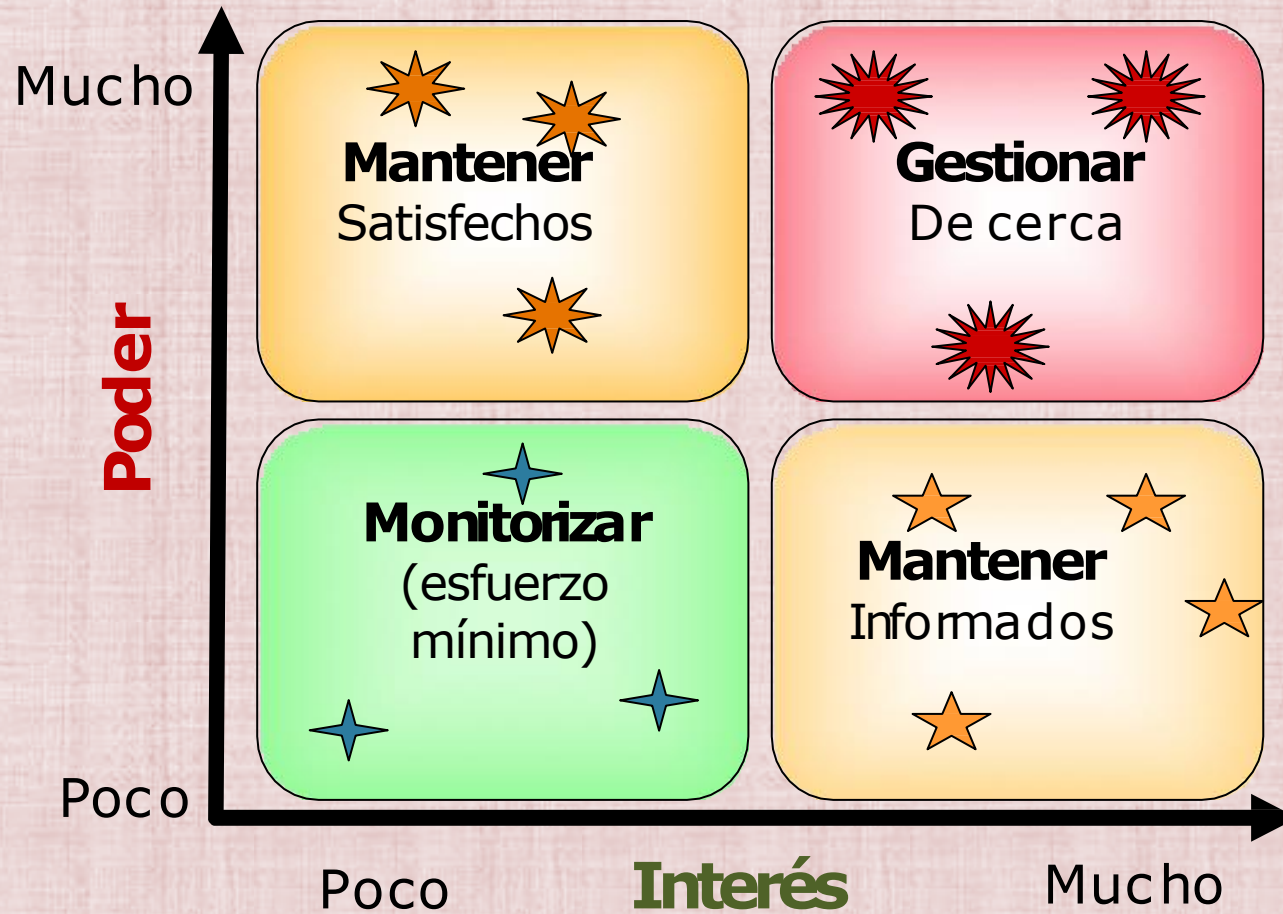 Mucho
Mantener
Satisfechos
Gestionar
De cerca
Poder
Monitorizar
(esfuerzo
mínimo)
Mantener
Informados
Poco
Poco
Interés
Mucho